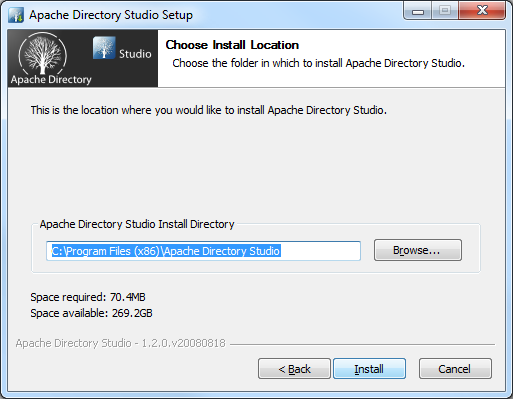 Apache Directory Studio Setup
Apache Directory
Studio
Choose Install Location
Choose the folder in which to install Apache Directory Studio.
This is the location where you would like to install Apache Directory Studio.
Apache Directory Studio Install Directory
C:\Program Files (x86)\Apache Directory Studio
Browse...
Space required: 70.4MB
Space available: 269.2GB
Apache Directory Studio - 1.2.0.v20080818
< Back
Install
Cancel